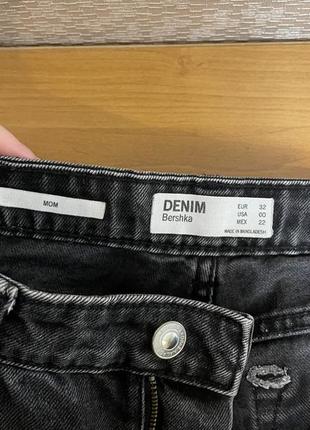 MOM
DENIM
Bershka
EUR 32
USA 00
MEX 22
MADE IN BANGLADESH